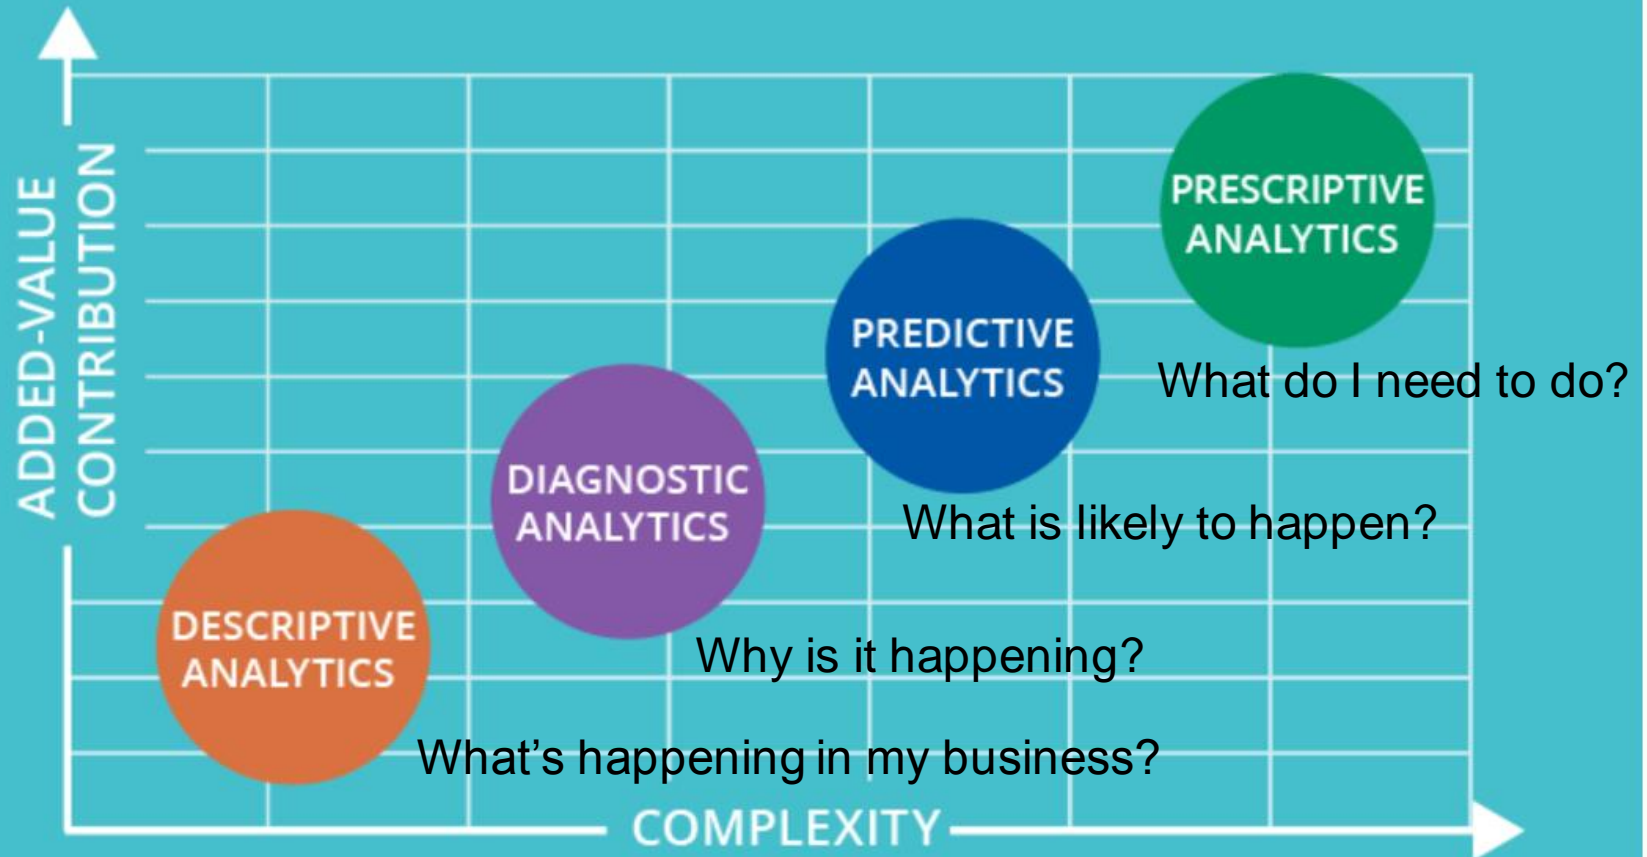 ADDED-VALUE
CONTRIBUTION
PRESCRIPTIVE
ANALYTICS
What do I need to do?
PREDICTIVE
ANALYTICS
What is likely to happen?
DIAGNOSTIC
ANALYTICS
Why is it happening?
DESCRIPTIVE
ANALYTICS
What’s happening in my business?
COMPLEXITY